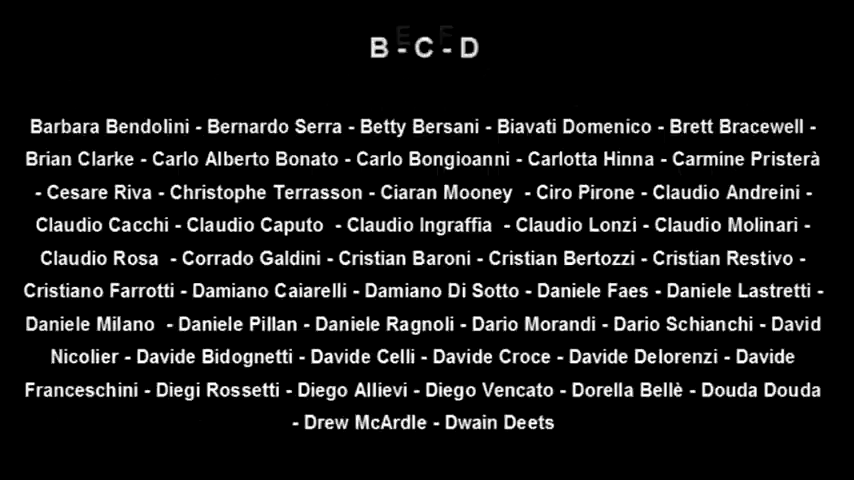 B - C - D
Barbara Bendolini - Bernardo Serra - Betty Bersani - Biavati Domenico - Brett Bracewell -
Brian Clarke - Carlo Alberto Bonato - Carlo Bongioanni - Carlotta Hinna - Carmine Pristerà
- Cesare Riva - Christophe Terrasson - Ciaran Mooney - Ciro Pirone - Claudio Andreini -
Claudio Cacchi - Claudio Caputo - Claudio Ingraffia - Claudio Lonzi - Claudio Molinari -
Claudio Rosa - Corrado Galdini - Cristian Baroni - Cristian Bertozzi - Cristian Restivo -
Cristiano Farrotti - Damiano Caiarelli - Damiano Di Sotto - Daniele Faes - Daniele Lastretti -
Daniele Milano - Daniele Pillan - Daniele Ragnoli - Dario Morandi - Dario Schianchi - David
Nicolier - Davide Bidognetti - Davide Celli - Davide Croce - Davide Delorenzi - Davide
Franceschini - Diegi Rossetti - Diego Allievi - Diego Vencato - Dorella Bellè - Douda Douda
- Drew McArdle - Dwain Deets